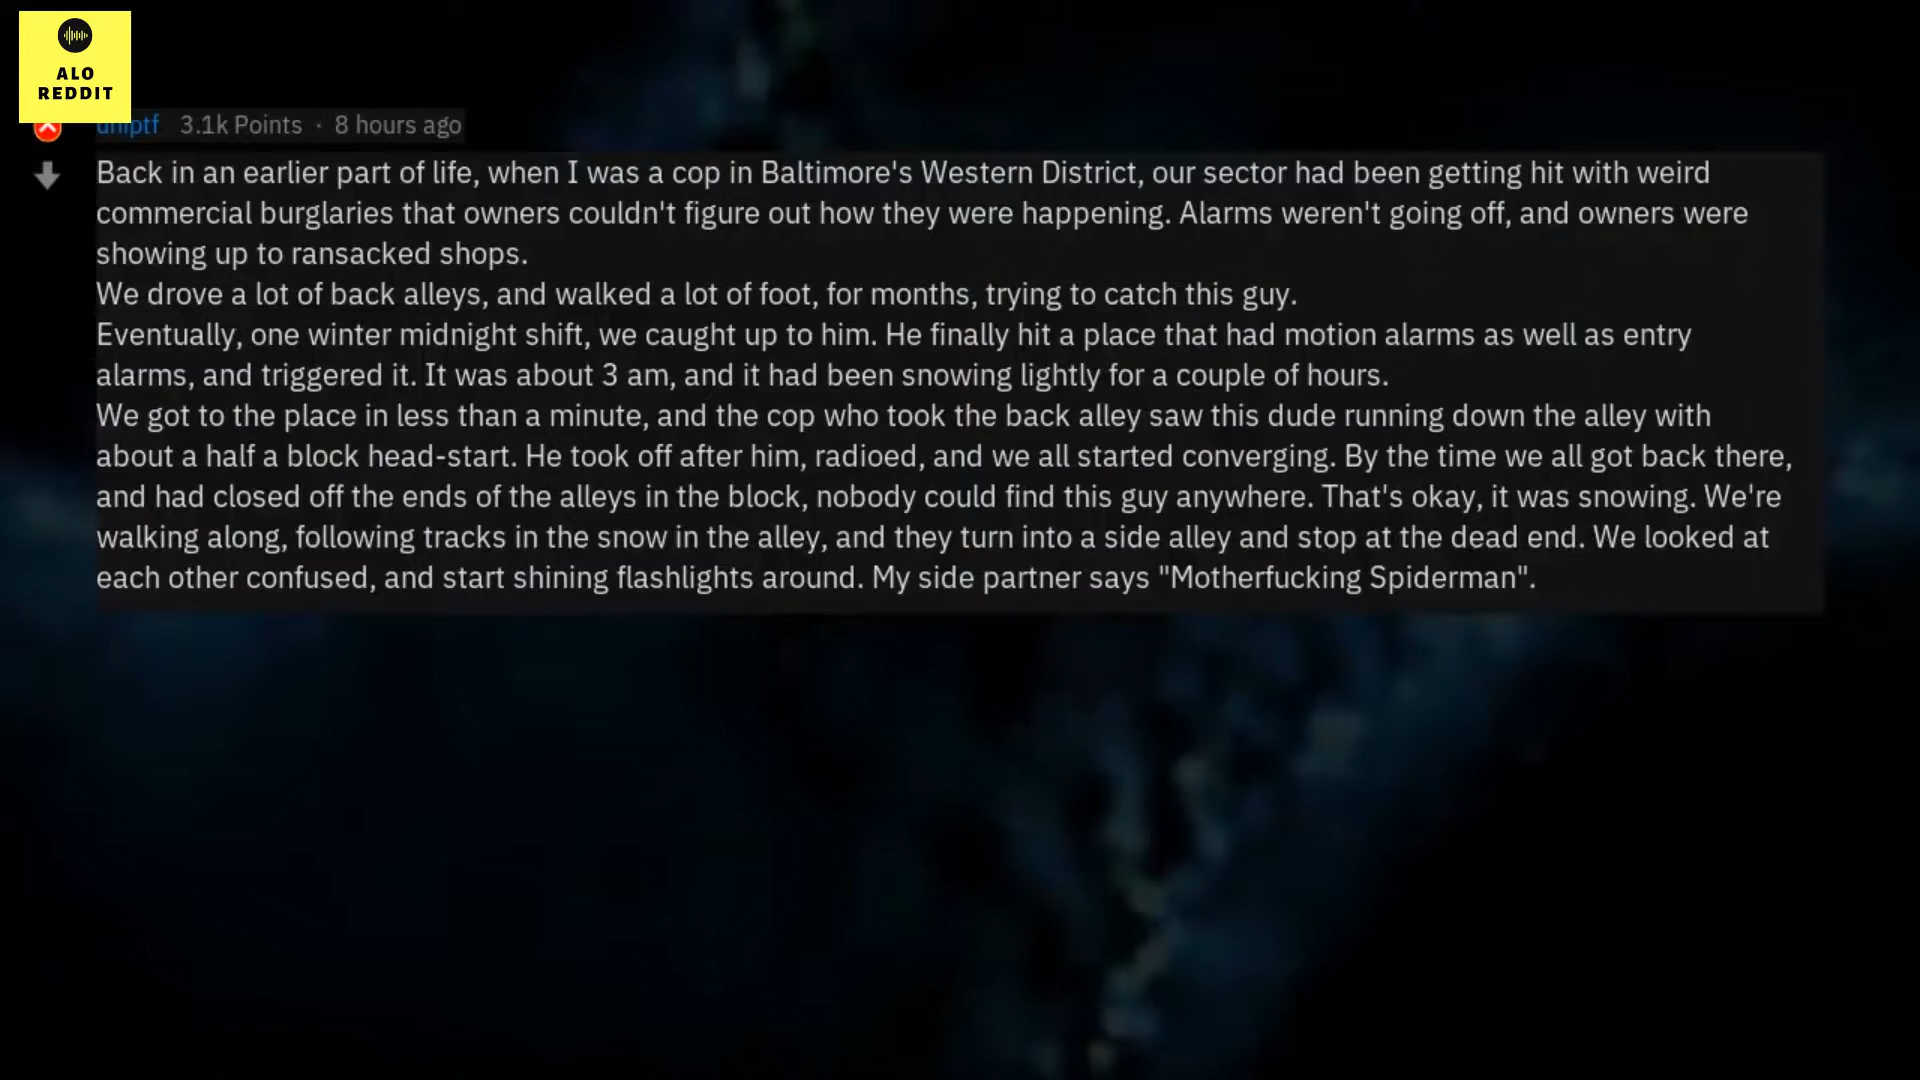 ALO
REDDIT
3.1k Points · 8 hours ago
Back in an earlier part of life, when I was a cop in Baltimore's Western District, our sector had been getting hit with weird
commercial burglaries that owners couldn't figure out how they were happening. Alarms weren't going off, and owners were
showing up to ransacked shops.
We drove a lot of back alleys, and walked a lot of foot, for months, trying to catch this guy.
Eventually, one winter midnight shift, we caught up to him. He finally hit a place that had motion alarms as well as entry
alarms, and triggered it. It was about 3 am, and it had been snowing lightly for a couple of hours.
We got to the place in less than a minute, and the cop who took the back alley saw this dude running down the alley with
about a half a block head-start. He took off after him, radioed, and we all started converging. By the time we all got back there,
and had closed off the ends of the alleys in the block, nobody could find this guy anywhere. That's okay, it was snowing. We're
walking along, following tracks in the snow in the alley, and they turn into a side alley and stop at the dead end. We looked at
each other confused, and start shining flashlights around. My side partner says "Motherfucking Spiderman".